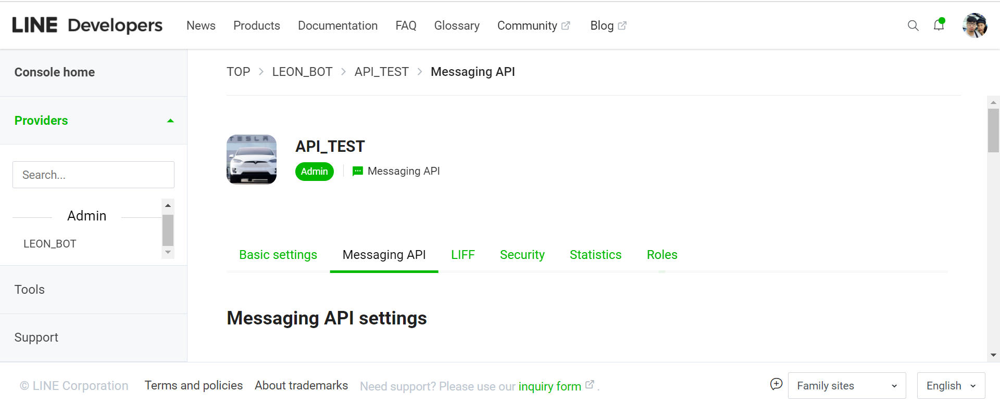 LINE Developers News Products Documentation FAQ Glossary Community Blog
Console home
Providers
Search...
Admin
LEON_BOT
Tools
Support
TOP > LEON_BOT > API_TEST > Messaging API
TESLA
API_TEST
Admin Messaging API
Basic settings Messaging API LIFF Security Statistics Roles
Messaging API settings
© LINE Corporation Terms and policies About trademarks Need support? Please use our inquiry form . Family sites English